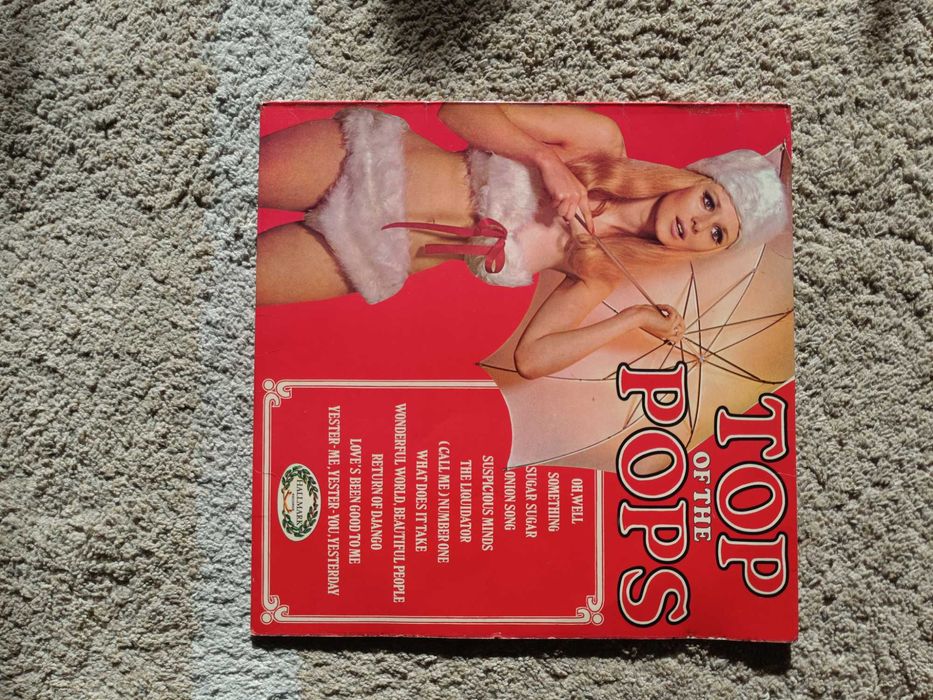 TOP
OF THE
POPS
OH, WELL
SOMETHING
SUGAR SUGAR
ONION SONG
SUSPICIOUS MINDS
THE LIQUIDATOR
(CALL ME) NUMBER ONE
WHAT DOES IT TAKE
WONDERFUL WORLD, BEAUTIFUL PEOPLE
RETURN OF DJANGO
LOVE'S BEEN GOOD TO ME
YESTER-ME, YESTER-YOU, YESTERDAY
HALLMARK